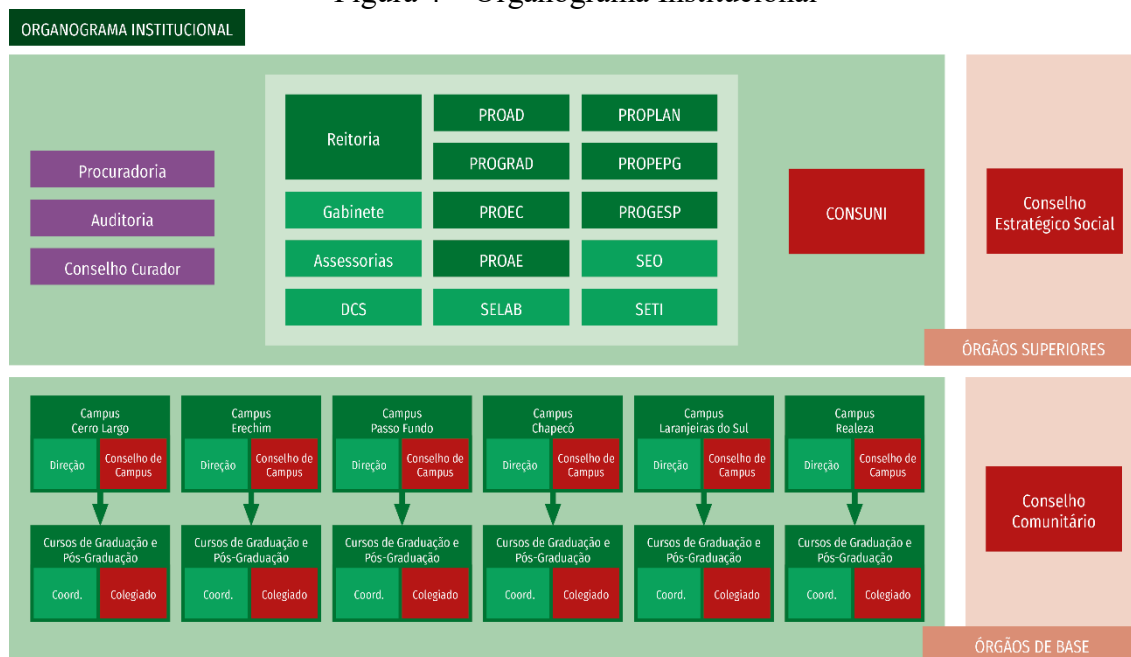 ORGANOGRAMA INSTITUCIONAL
Procuradoria
Auditoria
Conselho Curador
Reitoria
PROAD
PROPLAN
PROGRAD
PROPEPG
Gabinete
PROEC
PROGESP
Assessorias
PROAE
SEO
DCS
SELAB
SETI
CONSUNI
Conselho
Estratégico Social
ÓRGÃOS SUPERIORES
Campus
Cerro Largo
Direção
Conselho de
Campus
Campus
Erechim
Direção
Conselho de
Campus
Campus
Passo Fundo
Direção
Conselho de
Campus
Campus
Chapecó
Direção
Conselho de
Campus
Campus
Laranjeiras do Sul
Direção
Conselho de
Campus
Campus
Realeza
Direção
Conselho de
Campus
Cursos de Graduação e
Pós-Graduação
Coord.
Colegiado
Cursos de Graduação e
Pós-Graduação
Coord.
Colegiado
Cursos de Graduação e
Pós-Graduação
Coord.
Colegiado
Cursos de Graduação e
Pós-Graduação
Coord.
Colegiado
Cursos de Graduação e
Pós-Graduação
Coord.
Colegiado
Cursos de Graduação e
Pós-Graduação
Coord.
Colegiado
Conselho
Comunitário
ÓRGÃOS DE BASE